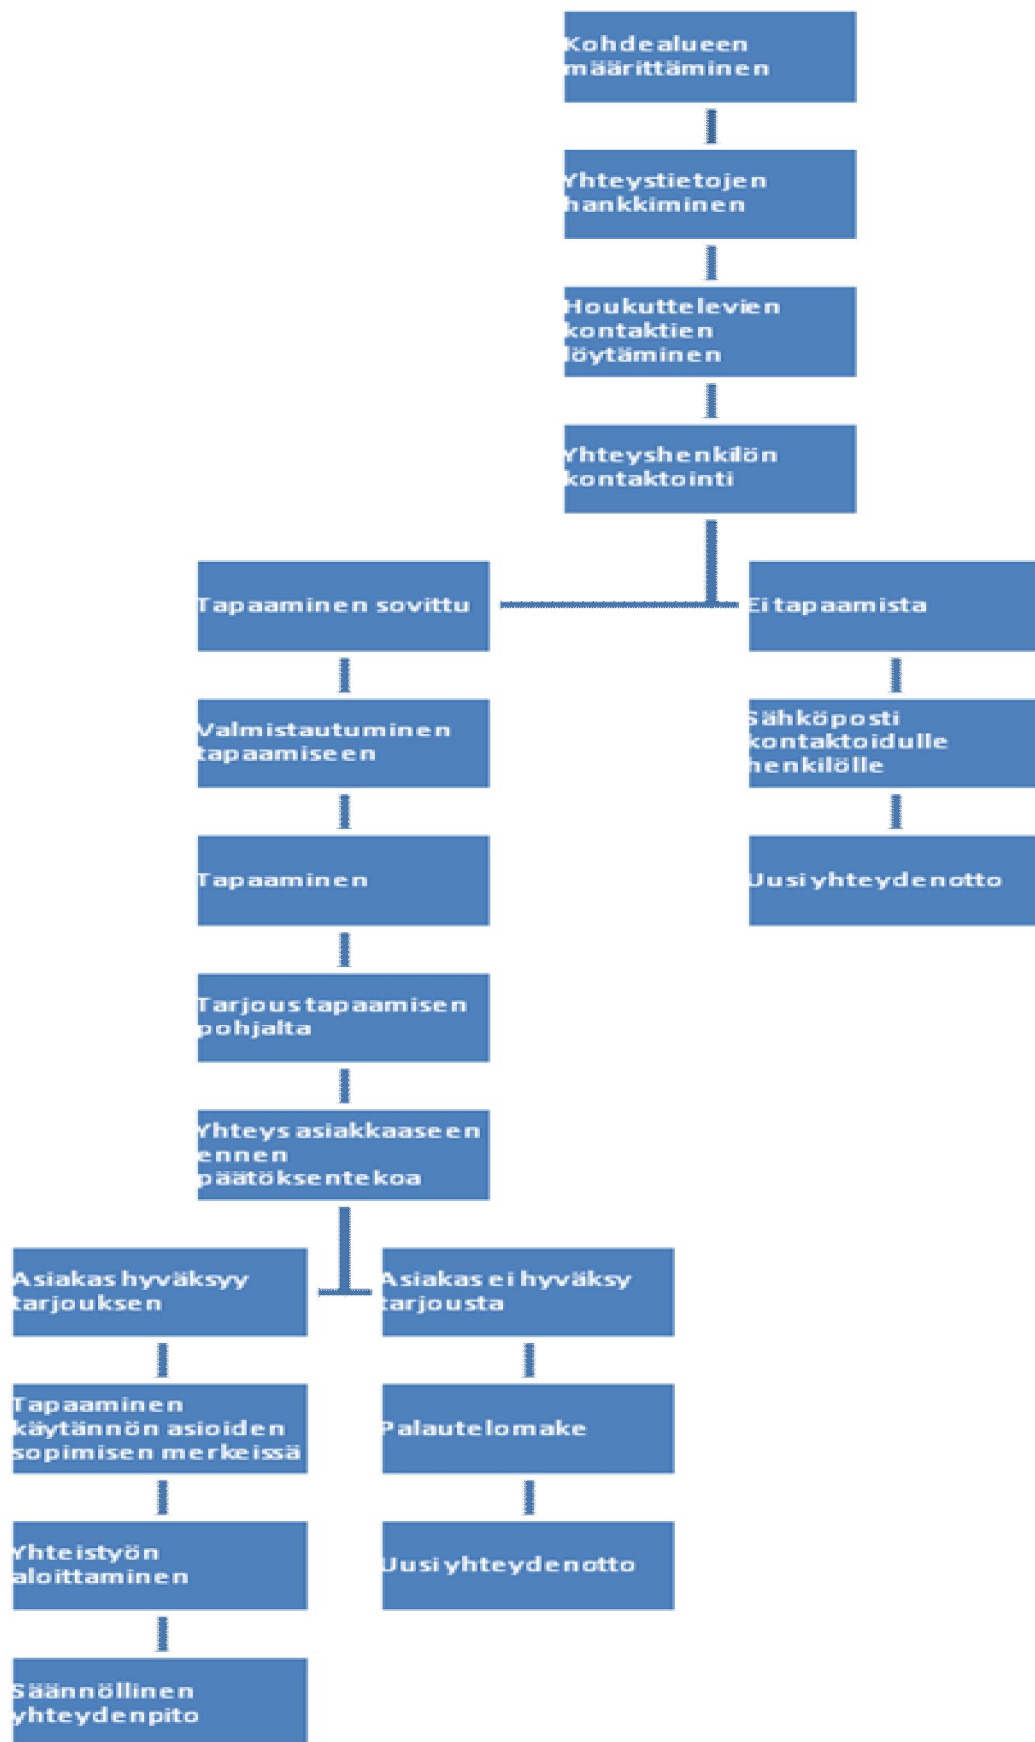 Kohdealueen
määrittäminen
Yhteystietojen
hankkiminen
Houkuttelevien
kontaktien
löytäminen
Yhteyshenkilön
kontaktointi
Tapaaminen sovittu
Ei tapaamista
Valmistautuminen
tapaamiseen
Sähköposti
kontaktoidulle
henkilölle
Tapaaminen
Uusi yhteydenotto
Tarjous tapaamisen
pohjalta
Yhteys asiakkaaseen
ennen
päätöksentekoa
Asiakas hyväksyy
tarjouksen
Asiakas ei hyväksy
tarjousta
Tapaaminen
käytännön asioiden
sopimisen merkeissä
Palautelomake
Yhteistyön
aloittaminen
Uusi yhteydenotto
Säännöllinen
yhteydenpito